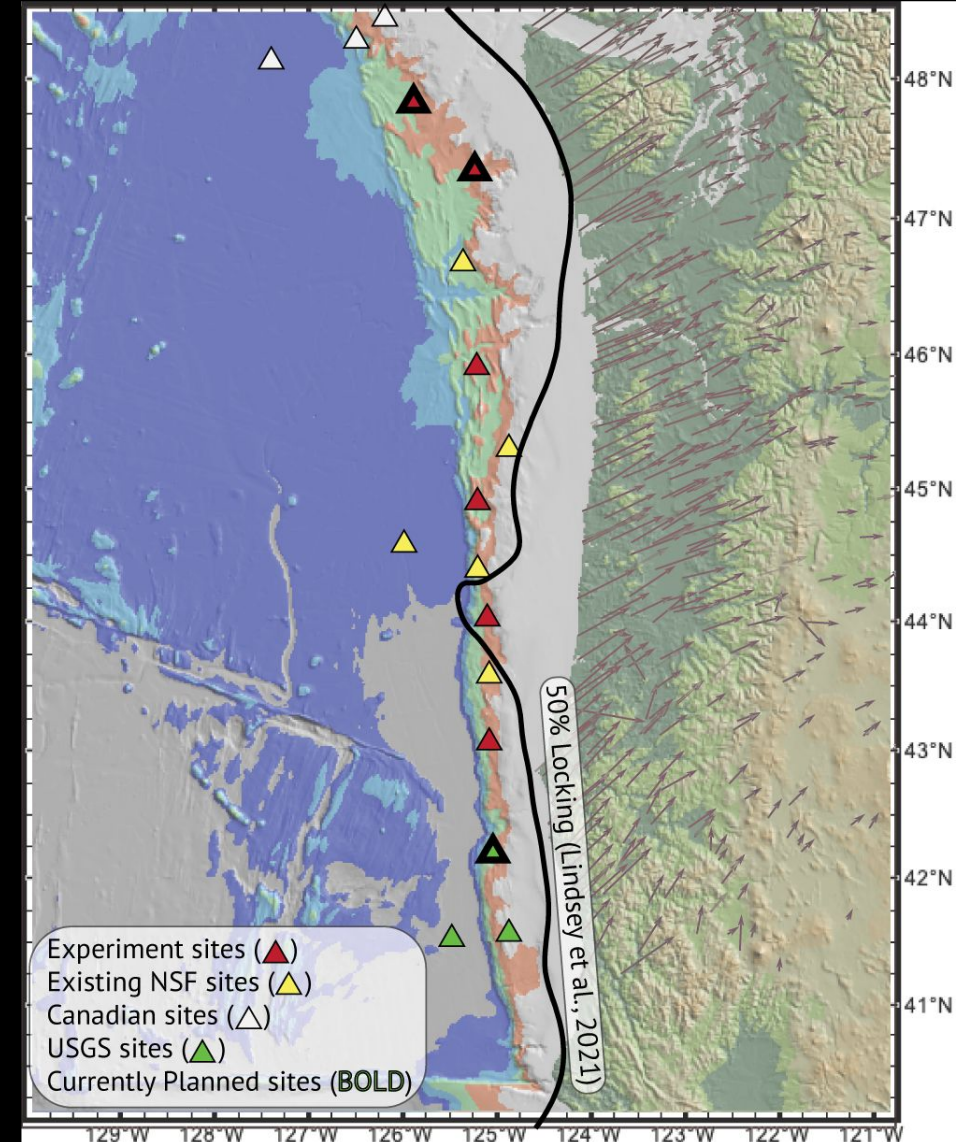 48°N
47°N
46°N
45°N
44°N
43°N
42°N
41°N
50% Locking (Lindsey et al., 2021)
Experiment sites (▲)
Existing NSF sites (▲)
Canadian sites (△)
USGS sites (▲)
Currently Planned sites (BOLD)
129°W 128°W 127°W 126°W 125°W 124°W 123°W 122°W 121°W